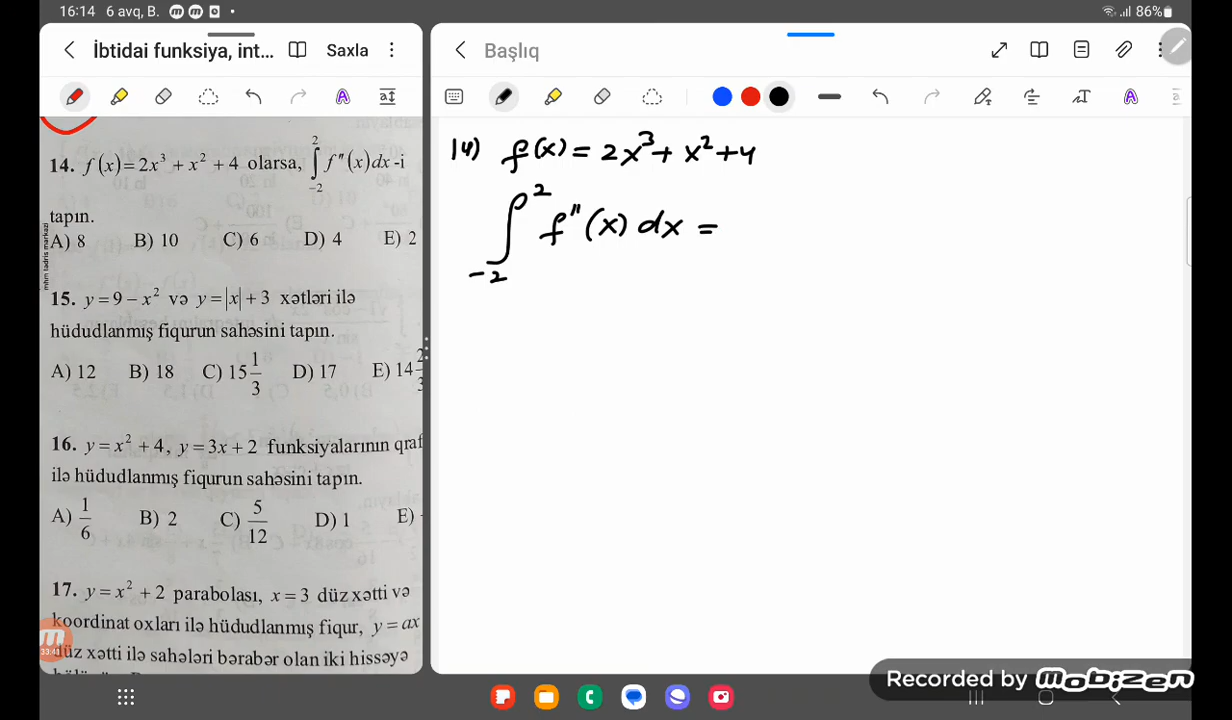 16:14 6 avq, B.
86%
İbtidai funksiya, int... Saxla
Başlıq
14. f(x)=2x³+x²+4 olarsa, ∫₋₂² f"(x)dx-i
tapın.
A) 8 B) 10 C) 6 D) 4 E) 2
15. y=9−x² və y=|x|+3 xətləri ilə
hüdudlanmış fiqurun sahəsini tapın.
A) 12 B) 18 C) 15 1/3 D) 17 E) 14 2/3
16. y=x²+4, y=3x+2 funksiyalarının qraf
ilə hüdudlanmış fiqurun sahəsini tapın.
A) 1/6 B) 2 C) 5/12 D) 1 E)
17. y=x²+2 parabolası, x=3 düz xətti və
koordinat oxları ilə hüdudlanmış fiqur, y=ax
düz xətti ilə sahələri bərabər olan iki hissəyə
14) f(x)=2x³+x²+4
∫₋₂² f"(x)dx=
Recorded by mobizen